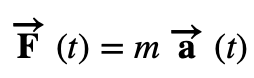 F⃗ (t) = m a⃗ (t)